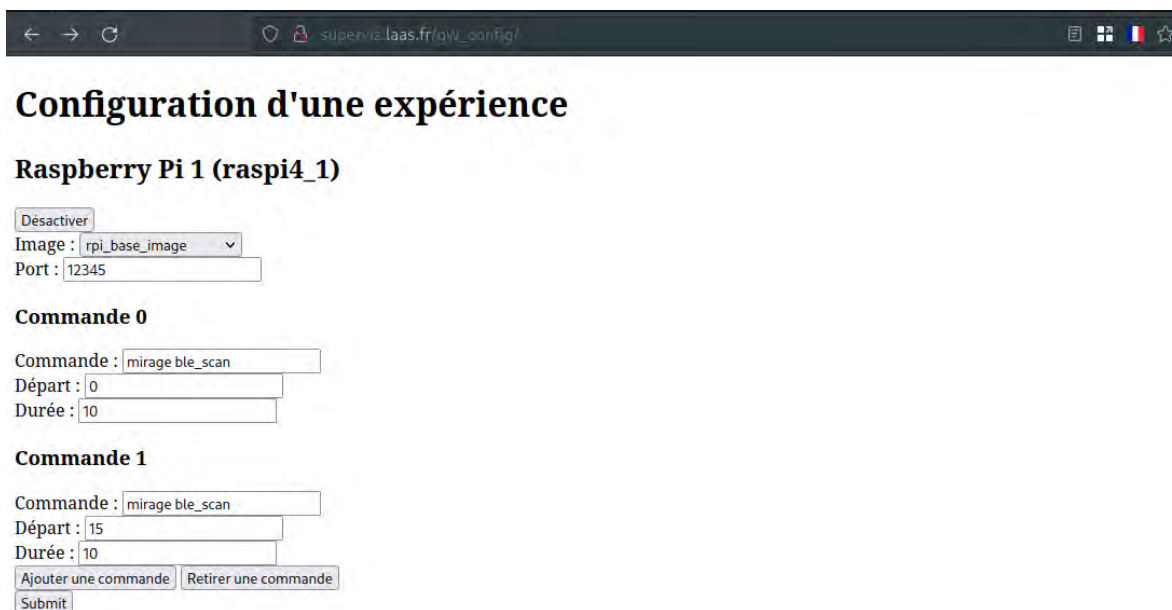 superviz.laas.fr/gw_config/
Configuration d'une expérience
Raspberry Pi 1 (raspi4_1)
Désactiver
Image : rpi_base_image
Port : 12345
Commande 0
Commande : mirage ble_scan
Départ : 0
Durée : 10
Commande 1
Commande : mirage ble_scan
Départ : 15
Durée : 10
Ajouter une commande Retirer une commande
Submit